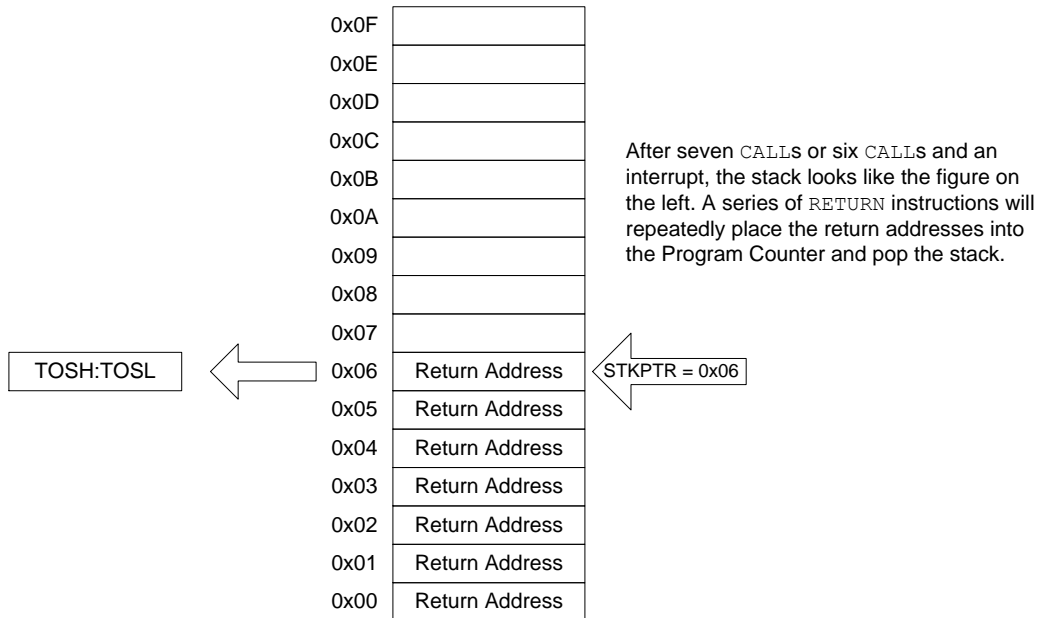 0x0F
0x0E
0x0D
0x0C
After seven CALLs or six CALLs and an
0x0B
interrupt, the stack looks like the figure on
the left. A series of RETURN instructions will
0x0A
repeatedly place the return addresses into
0x09
the Program Counter and pop the stack.
0x08
0x07
TOSH:TOSL 0x06 Return Address STKPTR = 0x06
0x05 Return Address
0x04 Return Address
0x03 Return Address
0x02 Return Address
0x01 Return Address
0x00 Return Address